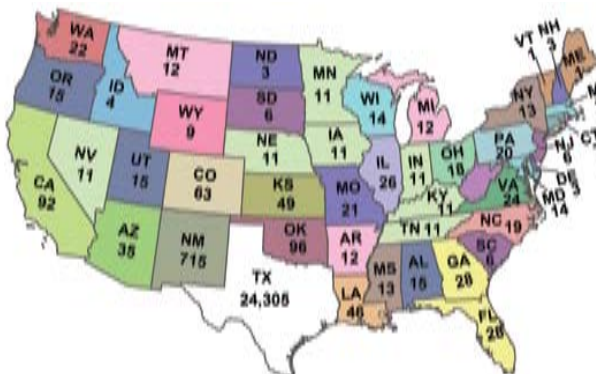 WA
22
OR
15
ID
4
MT
12
WY
9
ND
3
SD
6
NE
11
MN
11
IA
11
WI
14
MI
12
NV
11
UT
15
CO
63
KS
49
CA
92
AZ
35
NM
715
OK
96
TX
24,305
MO
21
AR
12
LA
46
IL
26
IN
11
OH
18
KY
11
TN 11
MS
13
AL
15
GA
28
FL
28
SC
6
NC 19
VA
24
PA
20
NY
13
VT
1
NH
3
ME
1
NJ
6
CT
DE
3
MD
14